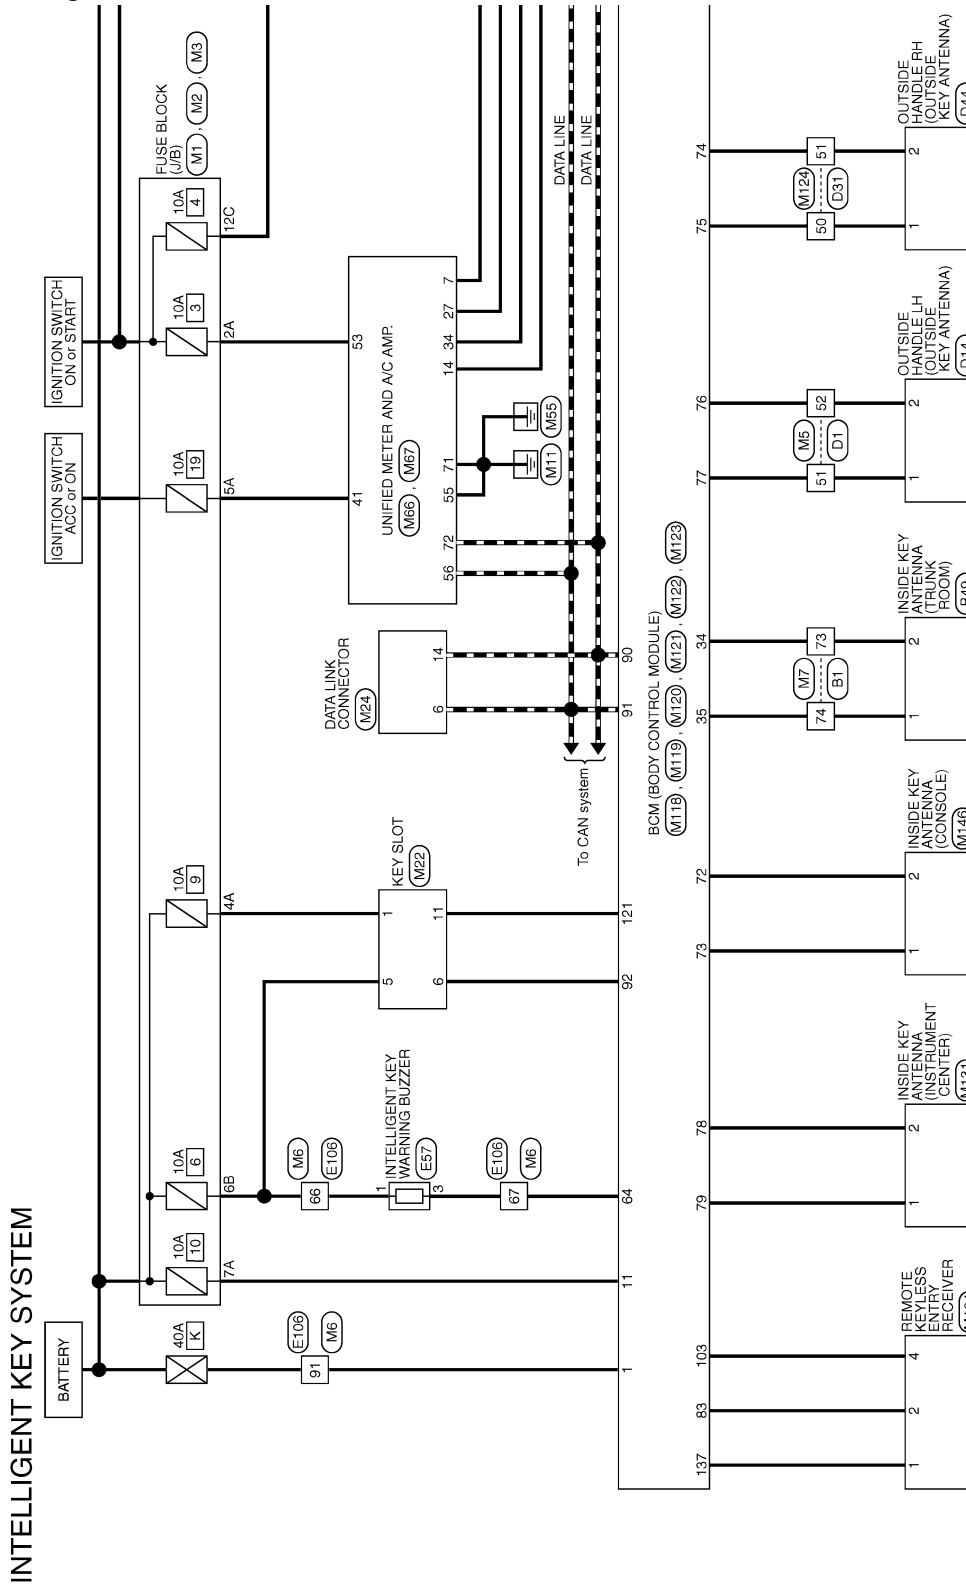 INTELLIGENT KEY SYSTEM
BATTERY
IGNITION SWITCH
ACC or ON
IGNITION SWITCH
ON or START
40A
K
10A
10
10A
6
10A
9
10A
19
10A
3
10A
4
FUSE BLOCK
(J/B)
M1 , M2 , M3
7A
6B
4A
5A
2A
12C
E106
91
M6
M6
66
E106
1
INTELLIGENT KEY
WARNING BUZZER
E57
3
E106
67
M6
KEY SLOT
M22
5
1
6
11
DATA LINK
CONNECTOR
M24
6
14
41
53
UNIFIED METER AND A/C AMP.
M66 , M67
56
72
55
71
14
34
27
7
M11
M55
DATA LINE
DATA LINE
To CAN system
1
11
64
92
121
91
90
BCM (BODY CONTROL MODULE)
M118 , M119 , M120 , M121 , M122 , M123
137
83
103
79
78
73
72
35
34
77
76
75
74
M7
74
73
B1
M5
51
52
D1
M124
50
51
D31
REMOTE
KEYLESS
ENTRY
RECEIVER
1
2
4
INSIDE KEY
ANTENNA
(INSTRUMENT
CENTER)
M131
1
2
INSIDE KEY
ANTENNA
(CONSOLE)
M146
1
2
INSIDE KEY
ANTENNA
(TRUNK
ROOM)
1
2
OUTSIDE
HANDLE LH
(OUTSIDE
KEY ANTENNA)
1
2
OUTSIDE
HANDLE RH
(OUTSIDE
KEY ANTENNA)
1
2